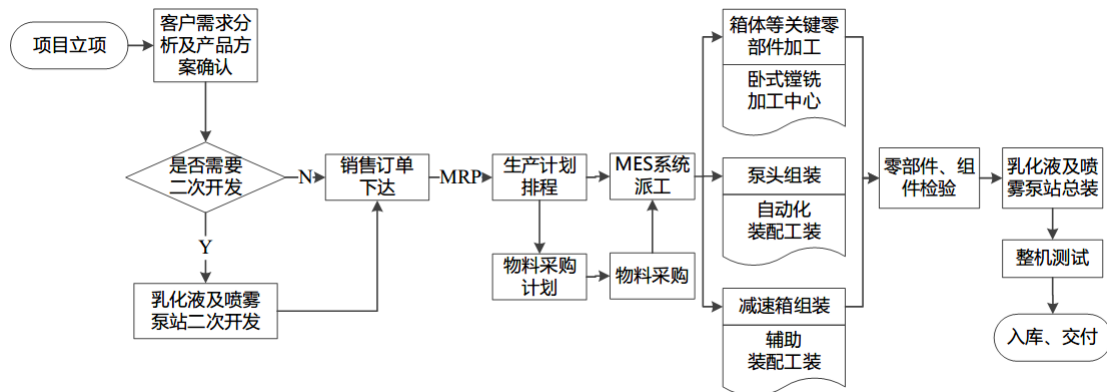 项目立项
客户需求分
析及产品方
案确认
是否需要
二次开发
N
Y
乳化液及喷雾
泵站二次开发
销售订单
下达
MRP
生产计划
排程
物料采购
计划
物料采购
MES系统
派工
箱体等关键零
部件加工
卧式镗铣
加工中心
泵头组装
自动化
装配工装
减速箱组装
辅助
装配工装
零部件、组
件检验
乳化液及喷
雾泵站总装
整机测试
入库、交付